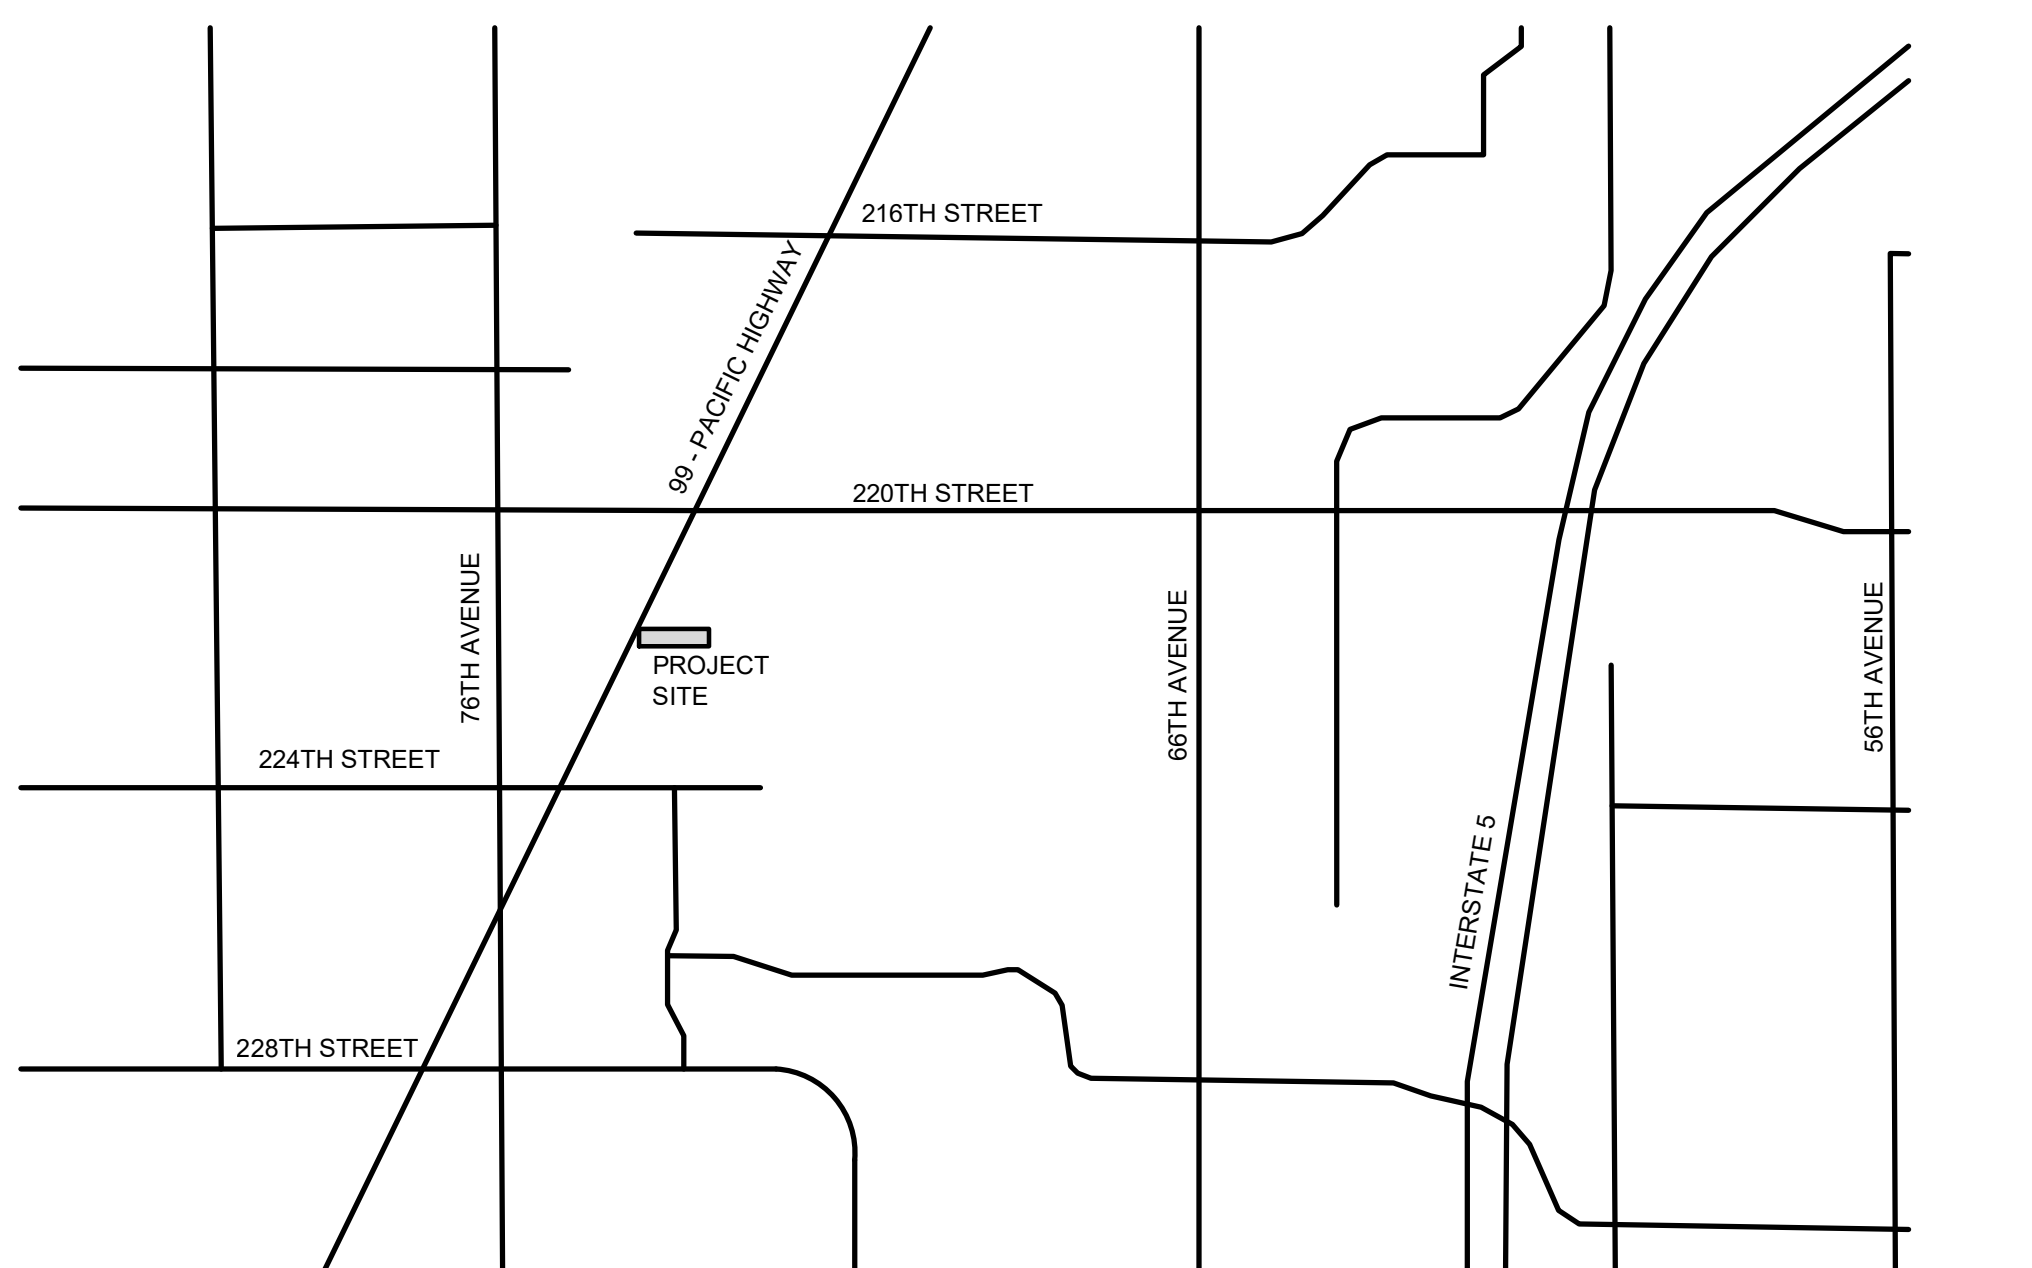 216TH STREET
99 - PACIFIC HIGHWAY
220TH STREET
76TH AVENUE
66TH AVENUE
56TH AVENUE
PROJECT
SITE
224TH STREET
INTERSTATE 5
228TH STREET